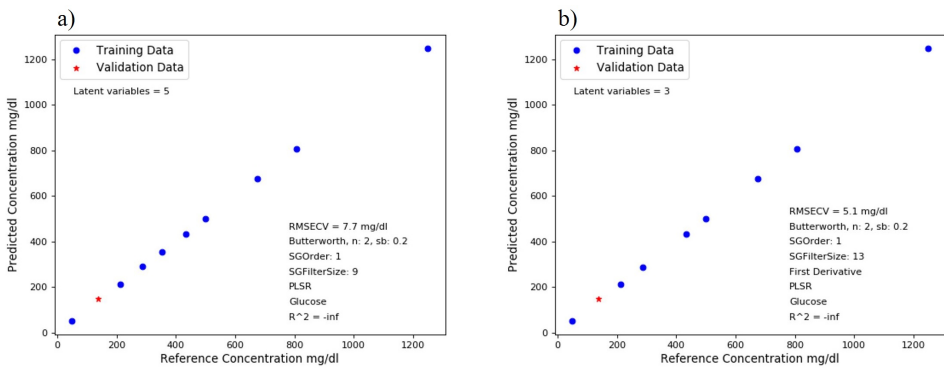 a)
Training Data
Validation Data
Latent variables = 5
RMSECV = 7.7 mg/dl
Butterworth, n: 2, sb: 0.2
SGOrder: 1
SGFilterSize: 9
PLSR
Glucose
R^2 = -inf
Predicted Concentration mg/dl
1200
1000
800
600
400
200
0
0 200 400 600 800 1000 1200
Reference Concentration mg/dl
b)
Training Data
Validation Data
Latent variables = 3
RMSECV = 5.1 mg/dl
Butterworth, n: 2, sb: 0.2
SGOrder: 1
SGFilterSize: 13
First Derivative
PLSR
Glucose
R^2 = -inf
Predicted Concentration mg/dl
1200
1000
800
600
400
200
0
0 200 400 600 800 1000 1200
Reference Concentration mg/dl